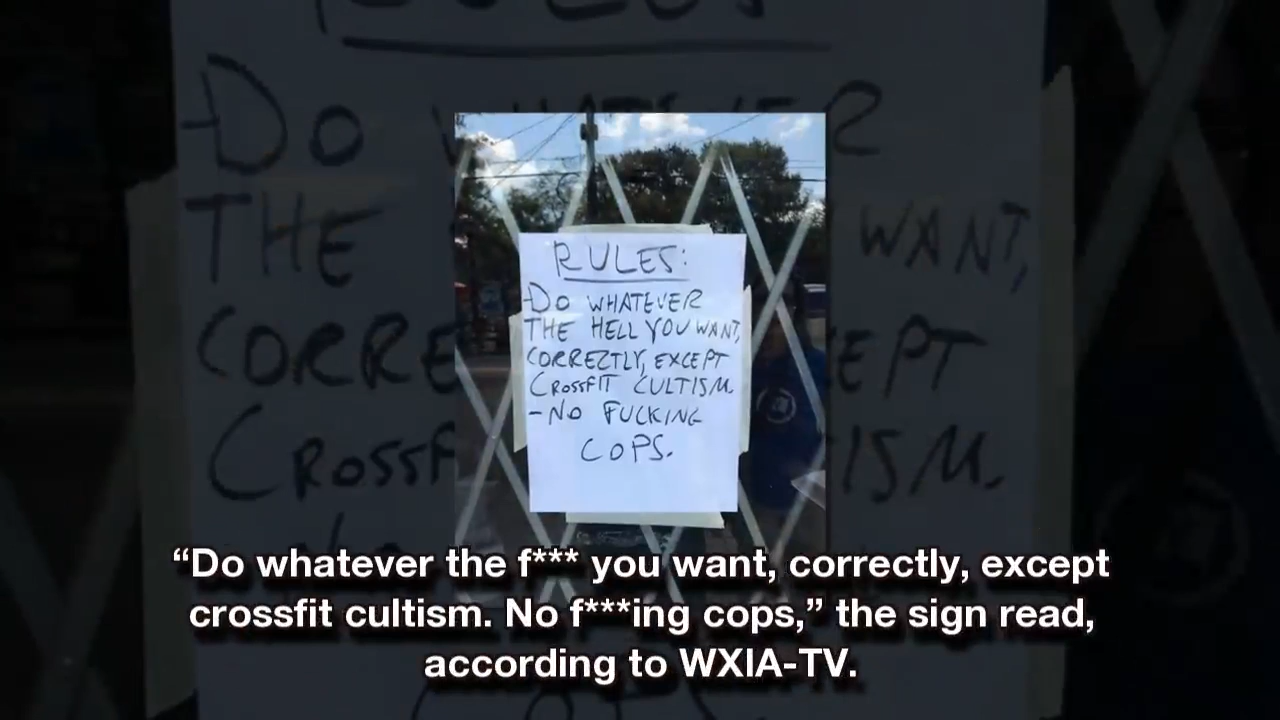 RULES:
DO WHATEVER
THE HELL YOU WANT,
CORRECTLY, EXCEPT
CROSSFIT CULTISM.
-NO FUCKING
COPS.
“Do whatever the f*** you want, correctly, except
crossfit cultism. No f***ing cops,” the sign read,
according to WXIA-TV.